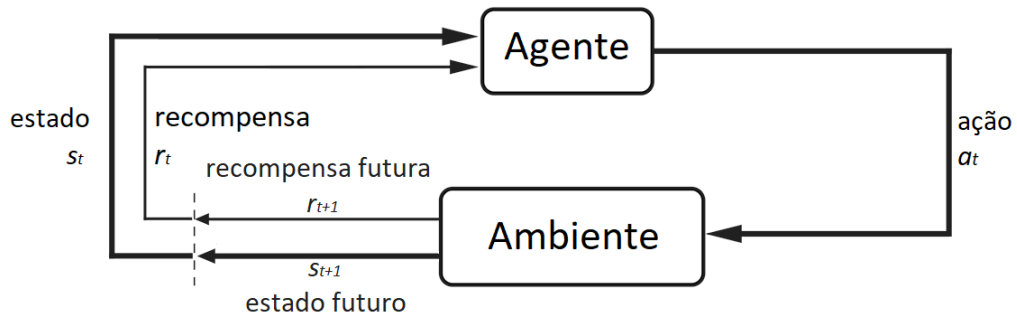 Agente
estado
recompensa
ação
st
rt
at
recompensa futura
rt+1
Ambiente
st+1
estado futuro